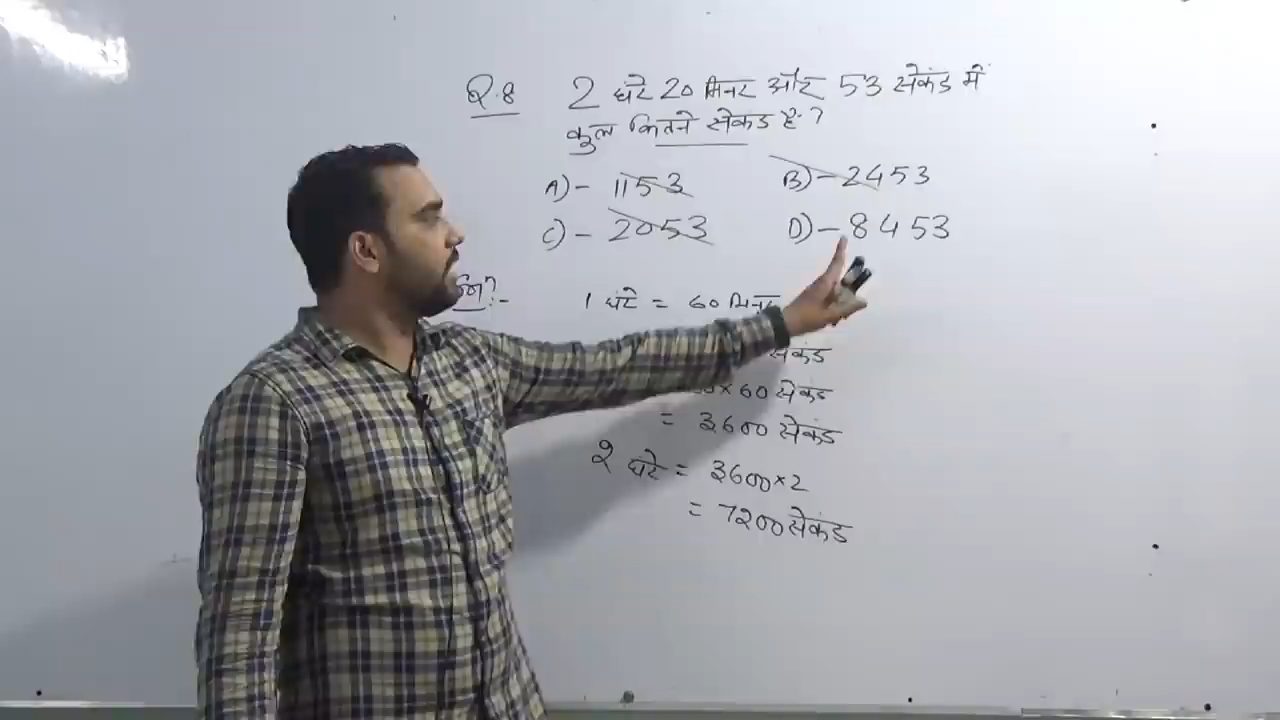 Q.8 2 घंटे 20 मिनट और 53 सेकंड में
कुल कितने सेकंड है ?
A)- 1153 B)- 2453
C)- 2053 D)- 8453
1 घंटे = 60 मिनट
सेकंड
×60 सेकंड
= 3600 सेकंड
2 घंटे = 3600×2
= 7200 सेकंड